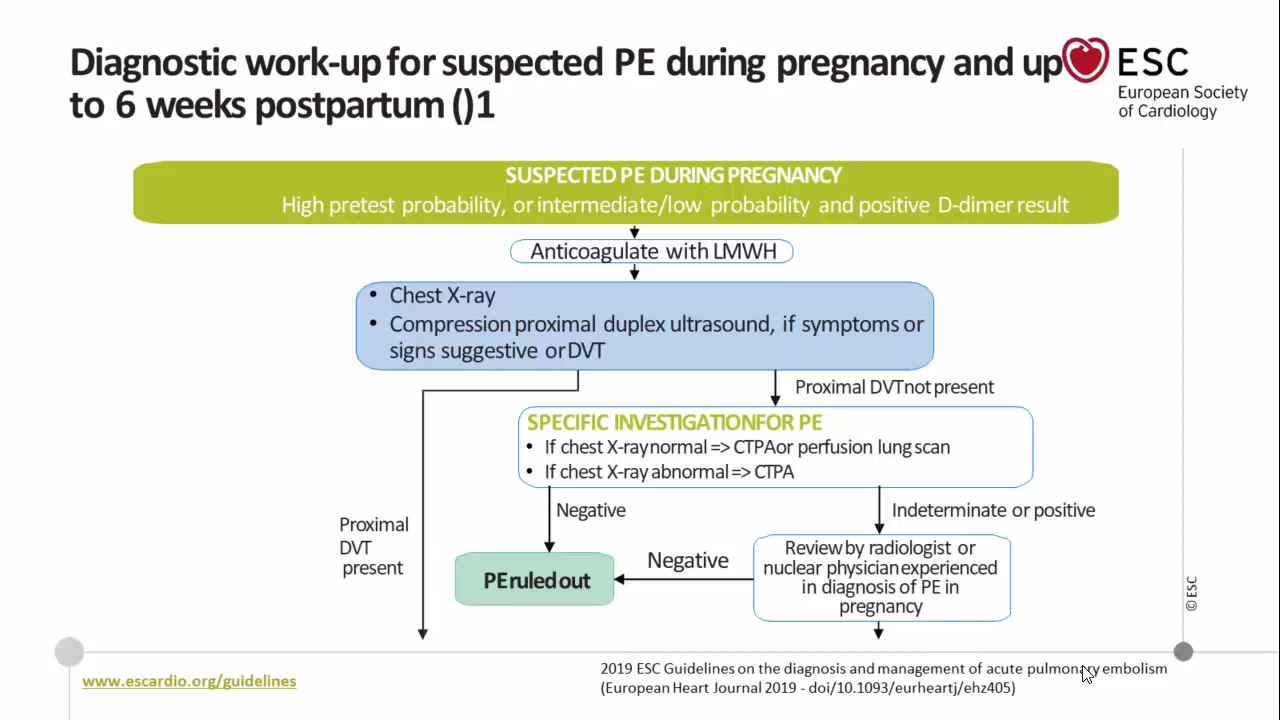 Diagnostic work-up for suspected PE during pregnancy and up
to 6 weeks postpartum ()1
ESC
European Society
of Cardiology
SUSPECTED PE DURING PREGNANCY
High pretest probability, or intermediate/low probability and positive D-dimer result
Anticoagulate with LMWH
• Chest X-ray
• Compression proximal duplex ultrasound, if symptoms or
signs suggestive or DVT
Proximal DVT not present
SPECIFIC INVESTIGATION FOR PE
• If chest X-ray normal => CTPA or perfusion lung scan
• If chest X-ray abnormal => CTPA
Negative
Indeterminate or positive
Proximal
DVT
present
PE ruled out
Negative
Review by radiologist or
nuclear physician experienced
in diagnosis of PE in
pregnancy
© ESC
www.escardio.org/guidelines
2019 ESC Guidelines on the diagnosis and management of acute pulmonary embolism
(European Heart Journal 2019 - doi/10.1093/eurheartj/ehz405)